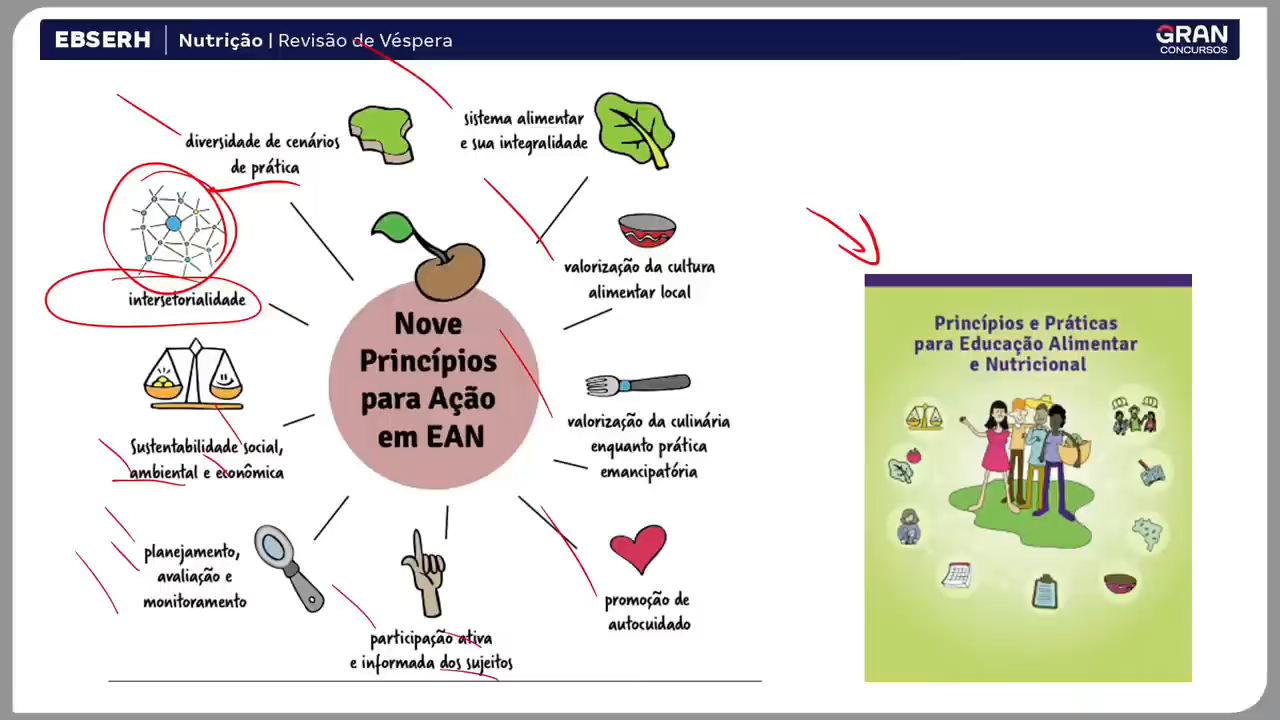 EBSERH | Nutrição | Revisão de Véspera
GRAN
CONCURSOS
sistema alimentar
e sua integralidade
diversidade de cenários
de prática
valorização da cultura
alimentar local
intersetorialidade
Nove
Princípios
para Ação
em EAN
valorização da culinária
enquanto prática
emancipatória
Sustentabilidade social,
ambiental e econômica
planejamento,
avaliação e
monitoramento
promoção de
autocuidado
participação ativa
e informada dos sujeitos
Princípios e Práticas
para Educação Alimentar
e Nutricional